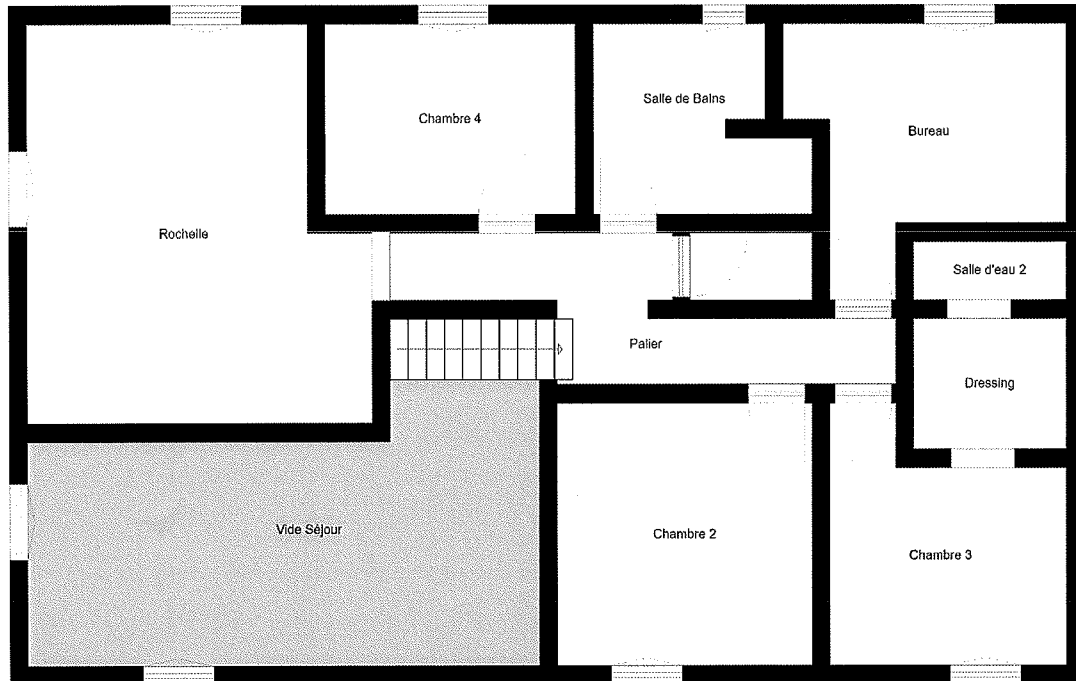 Chambre 4
Salle de Bains
Bureau
Rochelle
Salle d'eau 2
Palier
Dressing
Vide Séjour
Chambre 2
Chambre 3